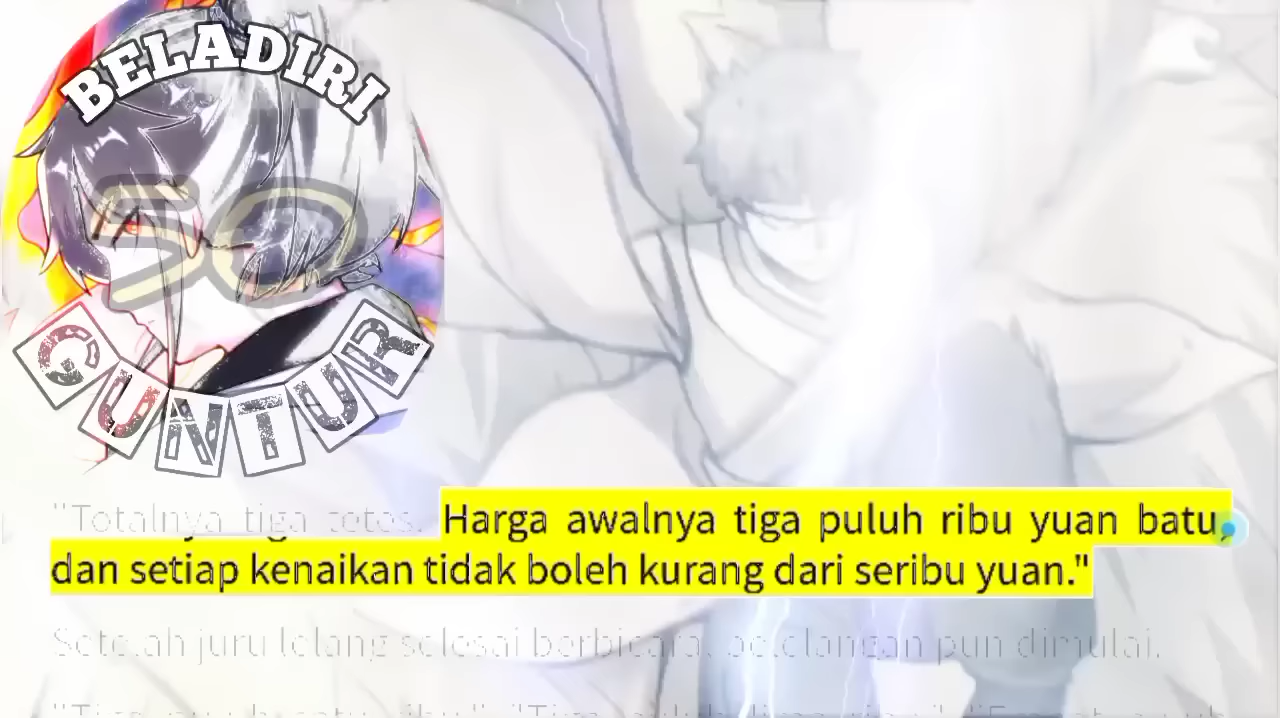 BELADIRI
GUNTUR
"Totalnya tiga tetes. Harga awalnya tiga puluh ribu yuan batu,
dan setiap kenaikan tidak boleh kurang dari seribu yuan."
Setelah juru lelang selesai berbicara, pelelangan pun dimulai.